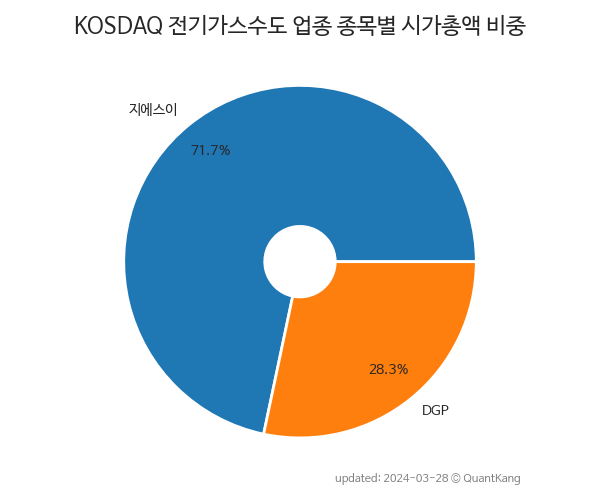 KOSDAQ 전기가스수도 업종 종목별 시가총액 비중
지에스이
71.7%
28.3%
DGP
updated: 2024-03-28 © QuantKang